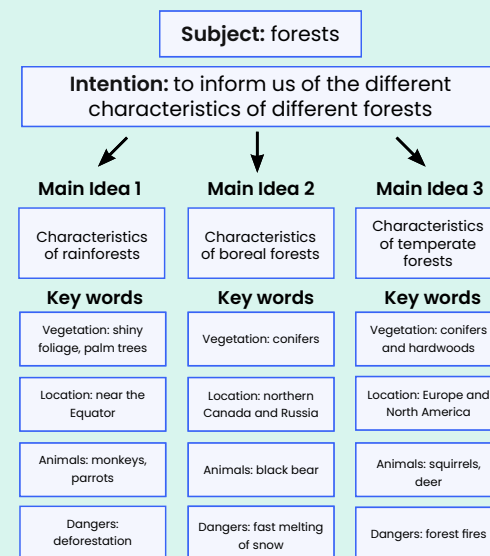 Subject: forests
Intention: to inform us of the different
characteristics of different forests
Main Idea 1
Main Idea 2
Main Idea 3
Characteristics
of rainforests
Characteristics
of boreal forests
Characteristics
of temperate
forests
Key words
Key words
Key words
Vegetation: shiny
foliage, palm trees
Vegetation: conifers
Vegetation: conifers
and hardwoods
Location: near the
Equator
Location: northern
Canada and Russia
Location: Europe and
North America
Animals: monkeys,
parrots
Animals: black bear
Animals: squirrels,
deer
Dangers:
deforestation
Dangers: fast melting
of snow
Dangers: forest fires